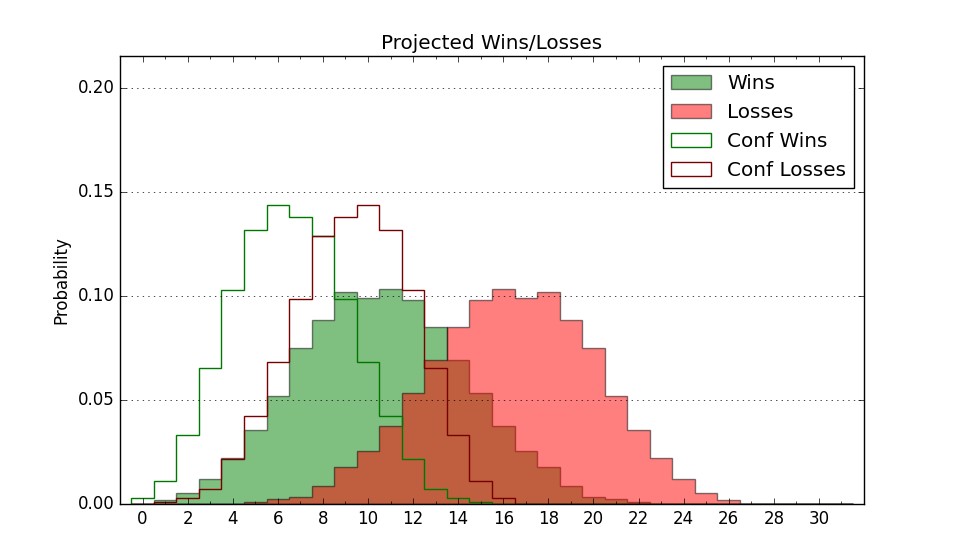 Projected Wins/Losses
Wins
Losses
Conf Wins
Conf Losses
Probability
0.20
0.15
0.10
0.05
0.00
0 2 4 6 8 10 12 14 16 18 20 22 24 26 28 30